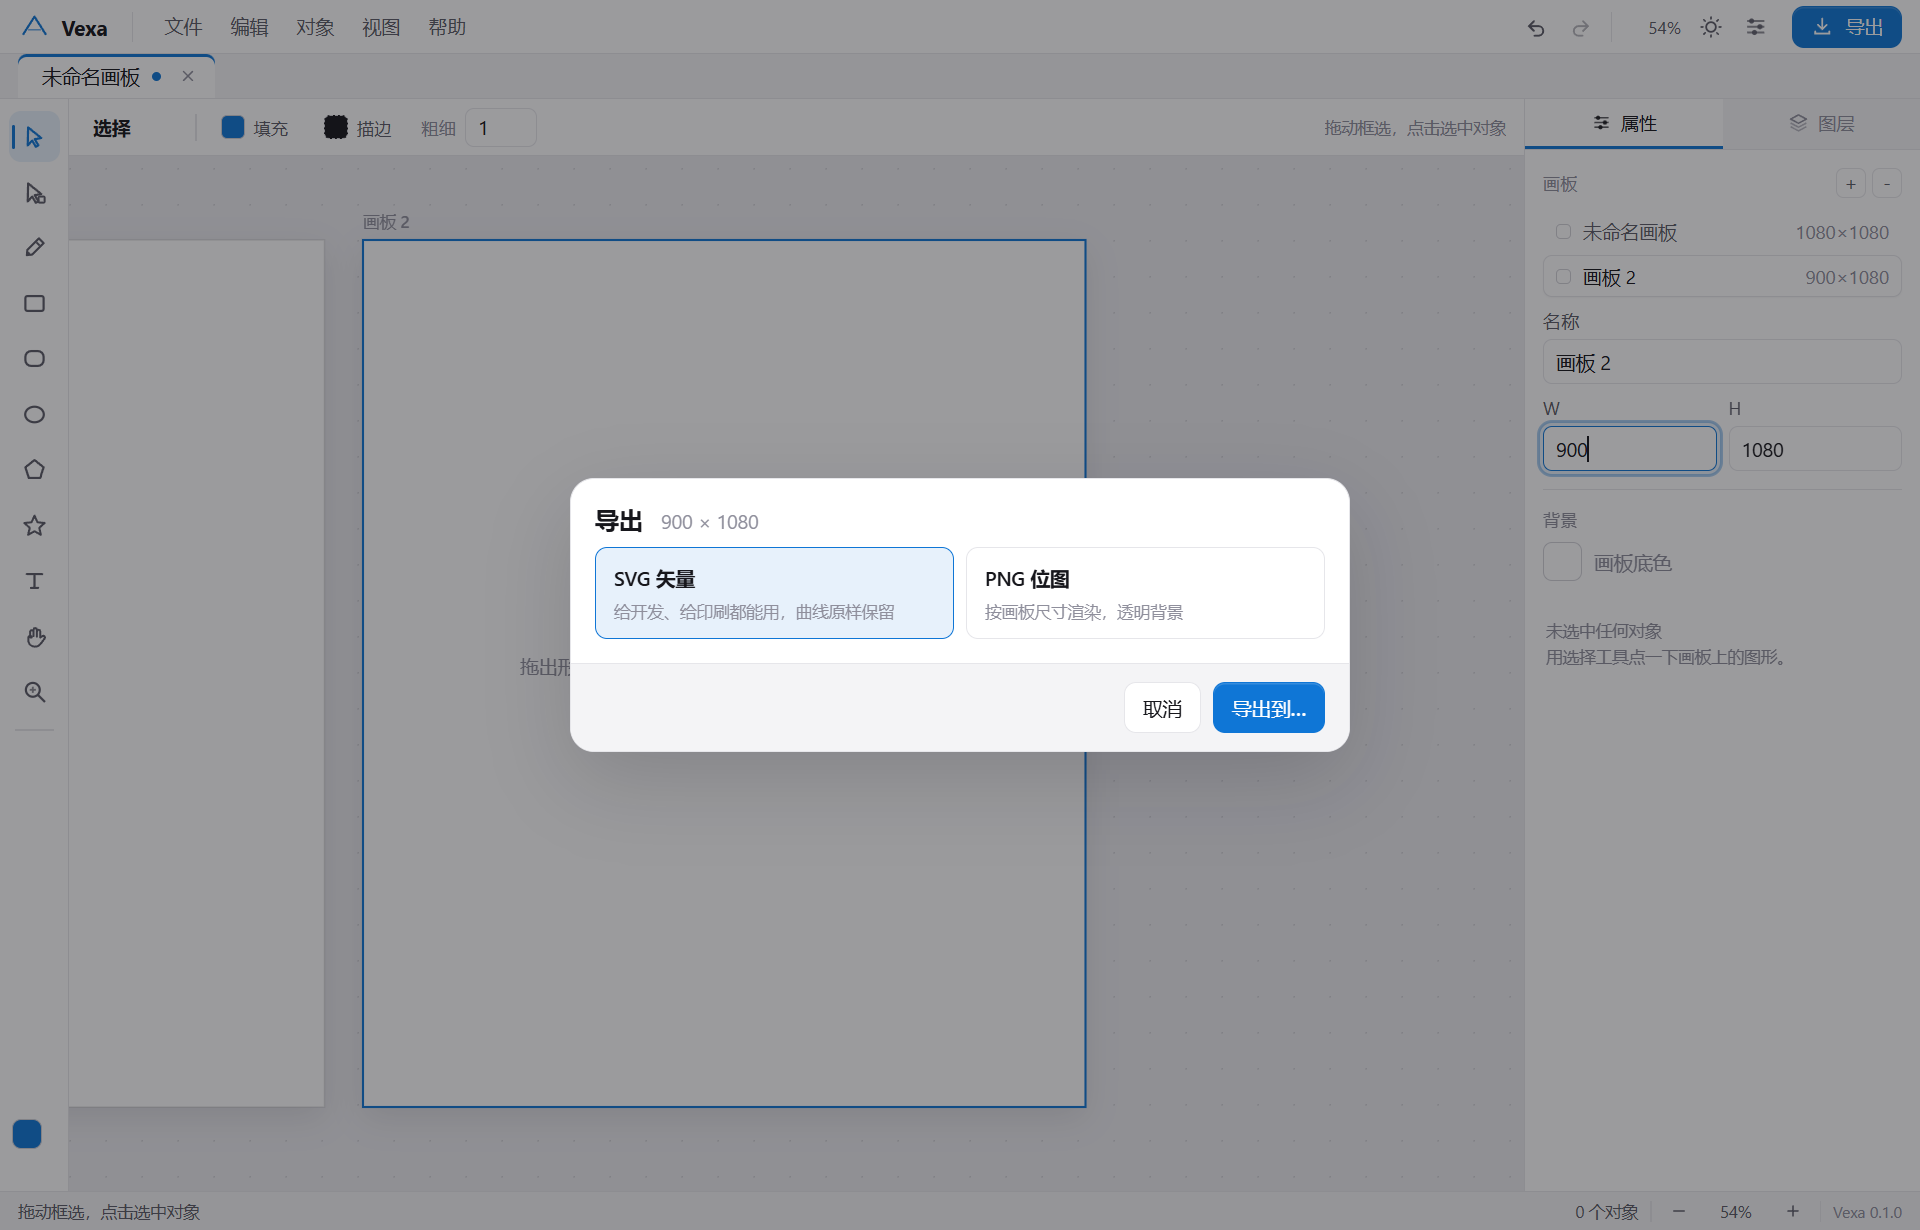 Vexa 文件 编辑 对象 视图 帮助 54% 导出
未命名画板
选择 填充 描边 粗细 1 拖动框选，点击选中对象 属性 图层
画板 + -
未命名画板 1080×1080
画板 2 900×1080
名称
画板 2
W H
900 1080
背景
画板底色
未选中任何对象
用选择工具点一下画板上的图形。
画板 2
拖出形
导出 900 × 1080
SVG 矢量
给开发、给印刷都能用，曲线原样保留
PNG 位图
按画板尺寸渲染，透明背景
取消 导出到...
拖动框选，点击选中对象 0 个对象 − 54% + Vexa 0.1.0